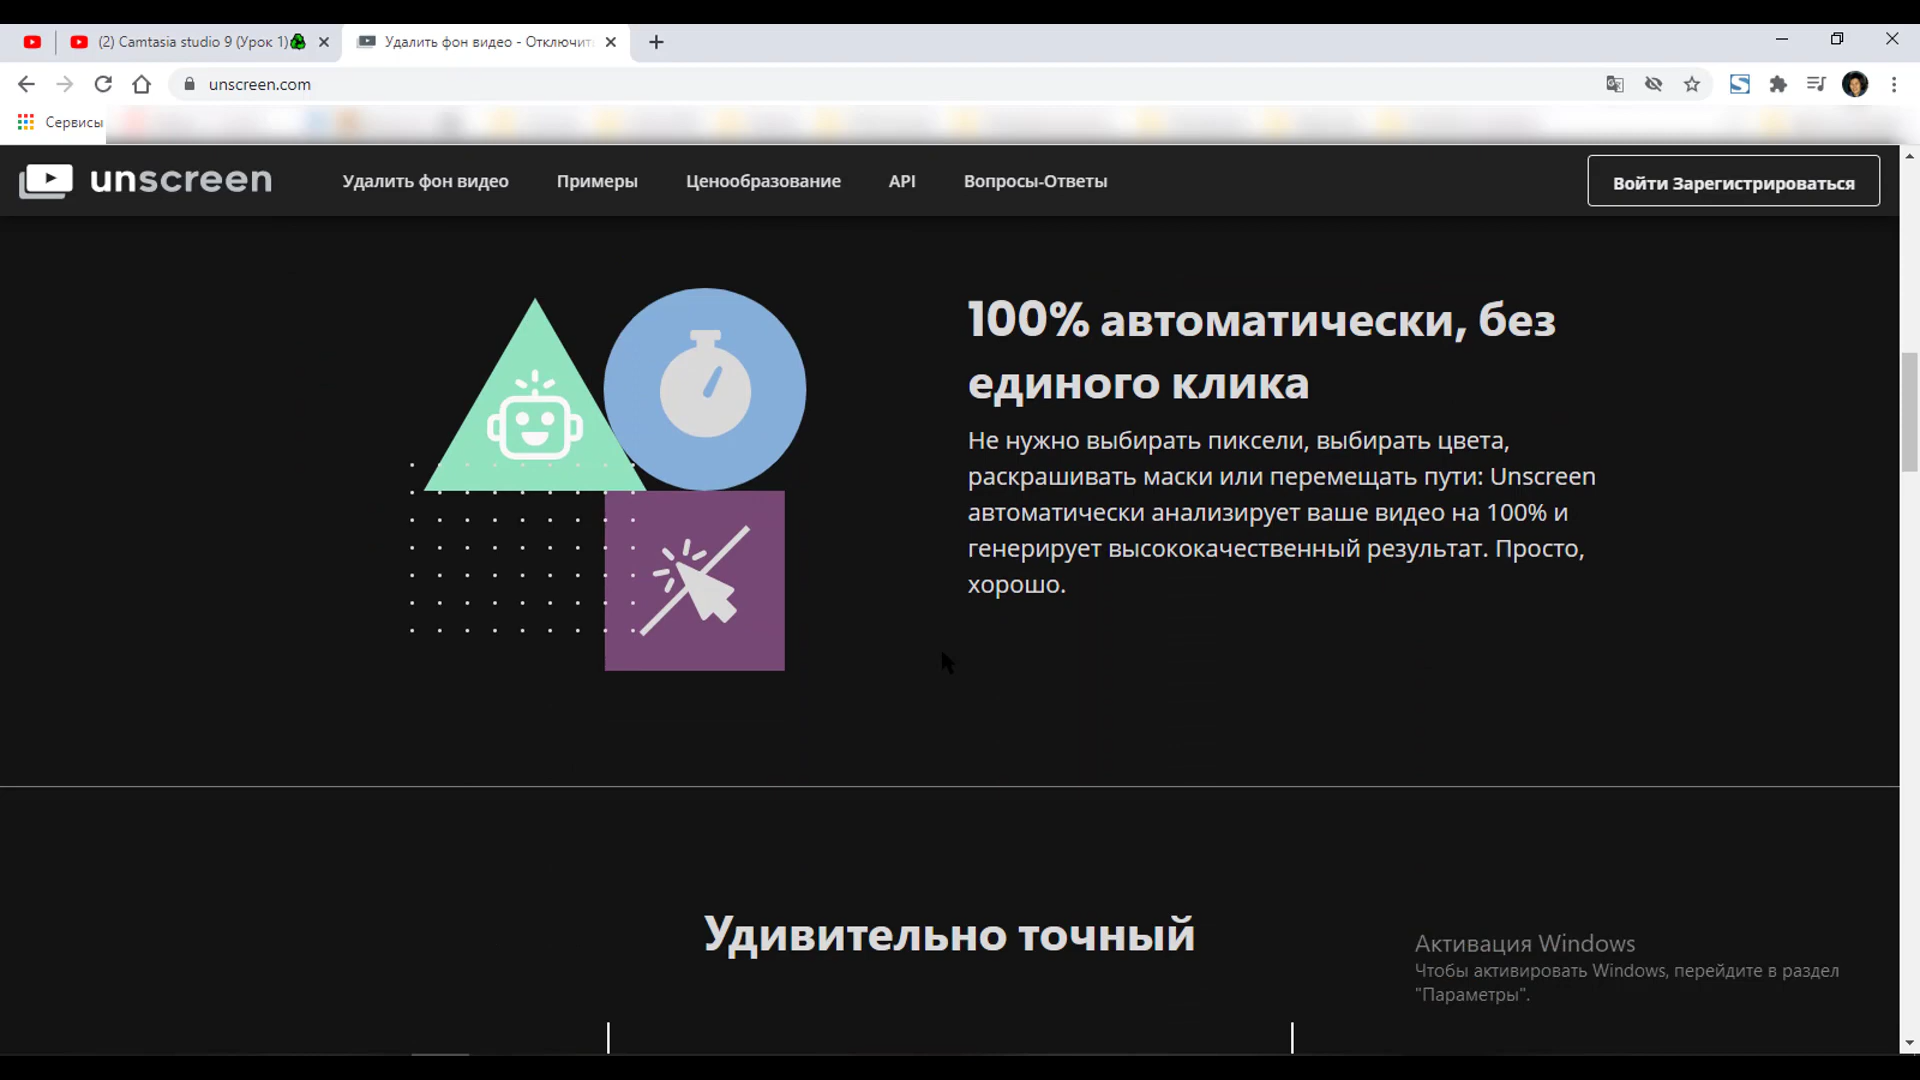 (2) Camtasia studio 9 (Урок 1)
Удалить фон видео - Отключить
unscreen.com
Сервисы
unscreen
Удалить фон видео
Примеры
Ценообразование
API
Вопросы-Ответы
Войти Зарегистрироваться
100% автоматически, без
единого клика
Не нужно выбирать пиксели, выбирать цвета,
раскрашивать маски или перемещать пути: Unscreen
автоматически анализирует ваше видео на 100% и
генерирует высококачественный результат. Просто,
хорошо.
Удивительно точный
Активация Windows
Чтобы активировать Windows, перейдите в раздел
"Параметры".